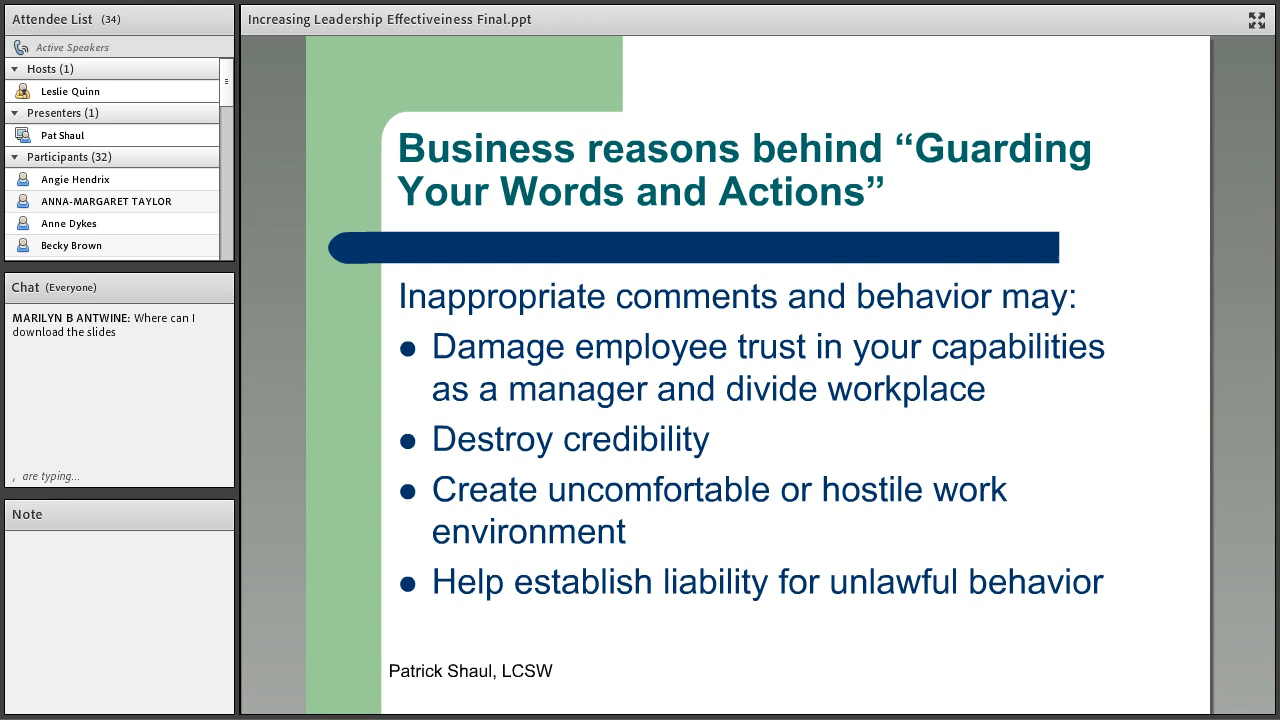 Attendee List (34)
Active Speakers
Hosts (1)
Leslie Quinn
Presenters (1)
Pat Shaul
Participants (32)
Angie Hendrix
ANNA-MARGARET TAYLOR
Anne Dykes
Becky Brown
Chat (Everyone)
MARILYN B ANTWINE: Where can I
download the slides
, are typing...
Note
Increasing Leadership Effectiveiness Final.ppt
Business reasons behind “Guarding
Your Words and Actions”
Inappropriate comments and behavior may:
● Damage employee trust in your capabilities
as a manager and divide workplace
● Destroy credibility
● Create uncomfortable or hostile work
environment
● Help establish liability for unlawful behavior
Patrick Shaul, LCSW